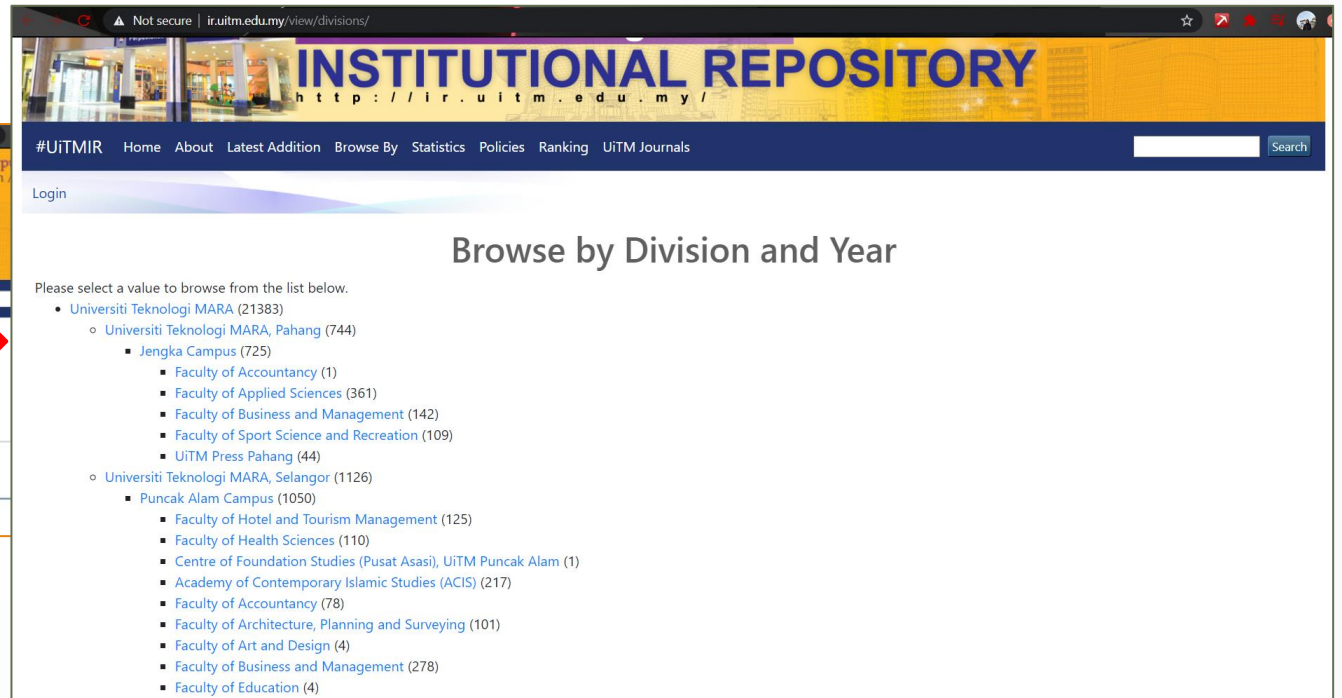 Not secure | ir.uitm.edu.my/view/divisions/
INSTITUTIONAL REPOSITORY
http://ir.uitm.edu.my/
#UiTMIR Home About Latest Addition Browse By Statistics Policies Ranking UiTM Journals Search
Login
Browse by Division and Year
Please select a value to browse from the list below.
• Universiti Teknologi MARA (21383)
○ Universiti Teknologi MARA, Pahang (744)
▪ Jengka Campus (725)
▪ Faculty of Accountancy (1)
▪ Faculty of Applied Sciences (361)
▪ Faculty of Business and Management (142)
▪ Faculty of Sport Science and Recreation (109)
▪ UiTM Press Pahang (44)
○ Universiti Teknologi MARA, Selangor (1126)
▪ Puncak Alam Campus (1050)
▪ Faculty of Hotel and Tourism Management (125)
▪ Faculty of Health Sciences (110)
▪ Centre of Foundation Studies (Pusat Asasi), UiTM Puncak Alam (1)
▪ Academy of Contemporary Islamic Studies (ACIS) (217)
▪ Faculty of Accountancy (78)
▪ Faculty of Architecture, Planning and Surveying (101)
▪ Faculty of Art and Design (4)
▪ Faculty of Business and Management (278)
▪ Faculty of Education (4)